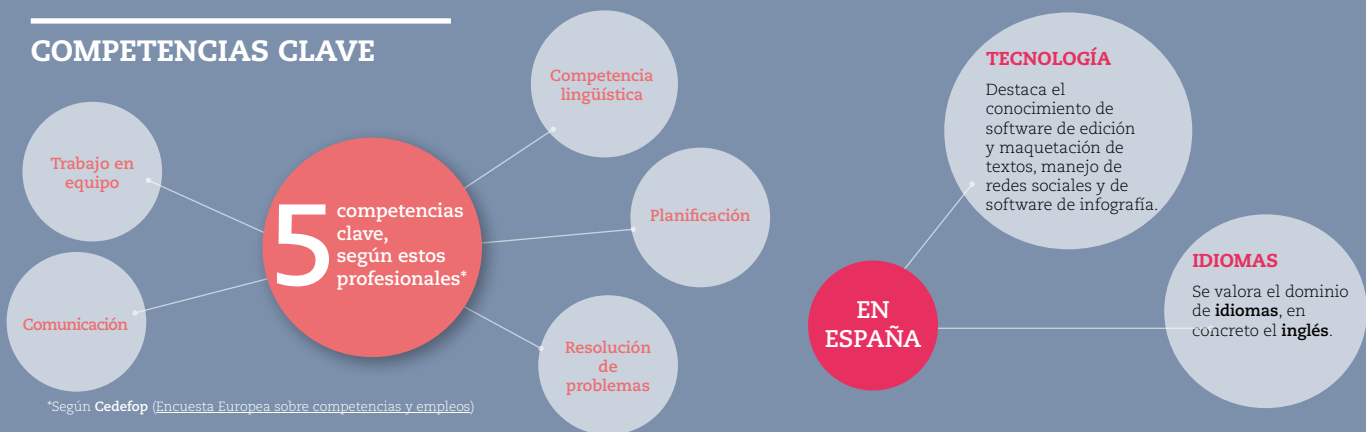 COMPETENCIAS CLAVE
Trabajo en
equipo
Comunicación
5
competencias
clave,
según estos
profesionales*
Competencia
lingüística
Planificación
Resolución
de
problemas
*Según Cedefop (Encuesta Europea sobre competencias y empleos)
EN
ESPAÑA
TECNOLOGÍA
Destaca el
conocimiento de
software de edición
y maquetación de
textos, manejo de
redes sociales y de
software de infografía.
IDIOMAS
Se valora el dominio
de idiomas, en
concreto el inglés.